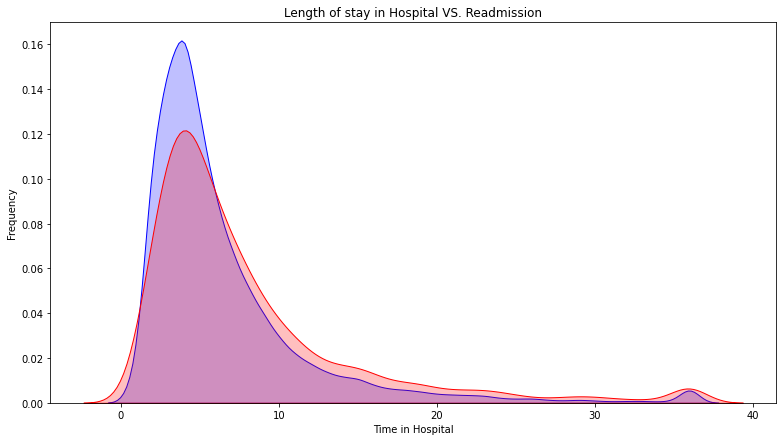 Length of stay in Hospital VS. Readmission
0.16
0.14
0.12
0.10
0.08
0.06
0.04
0.02
0.00
Frequency
0 10 20 30 40
Time in Hospital